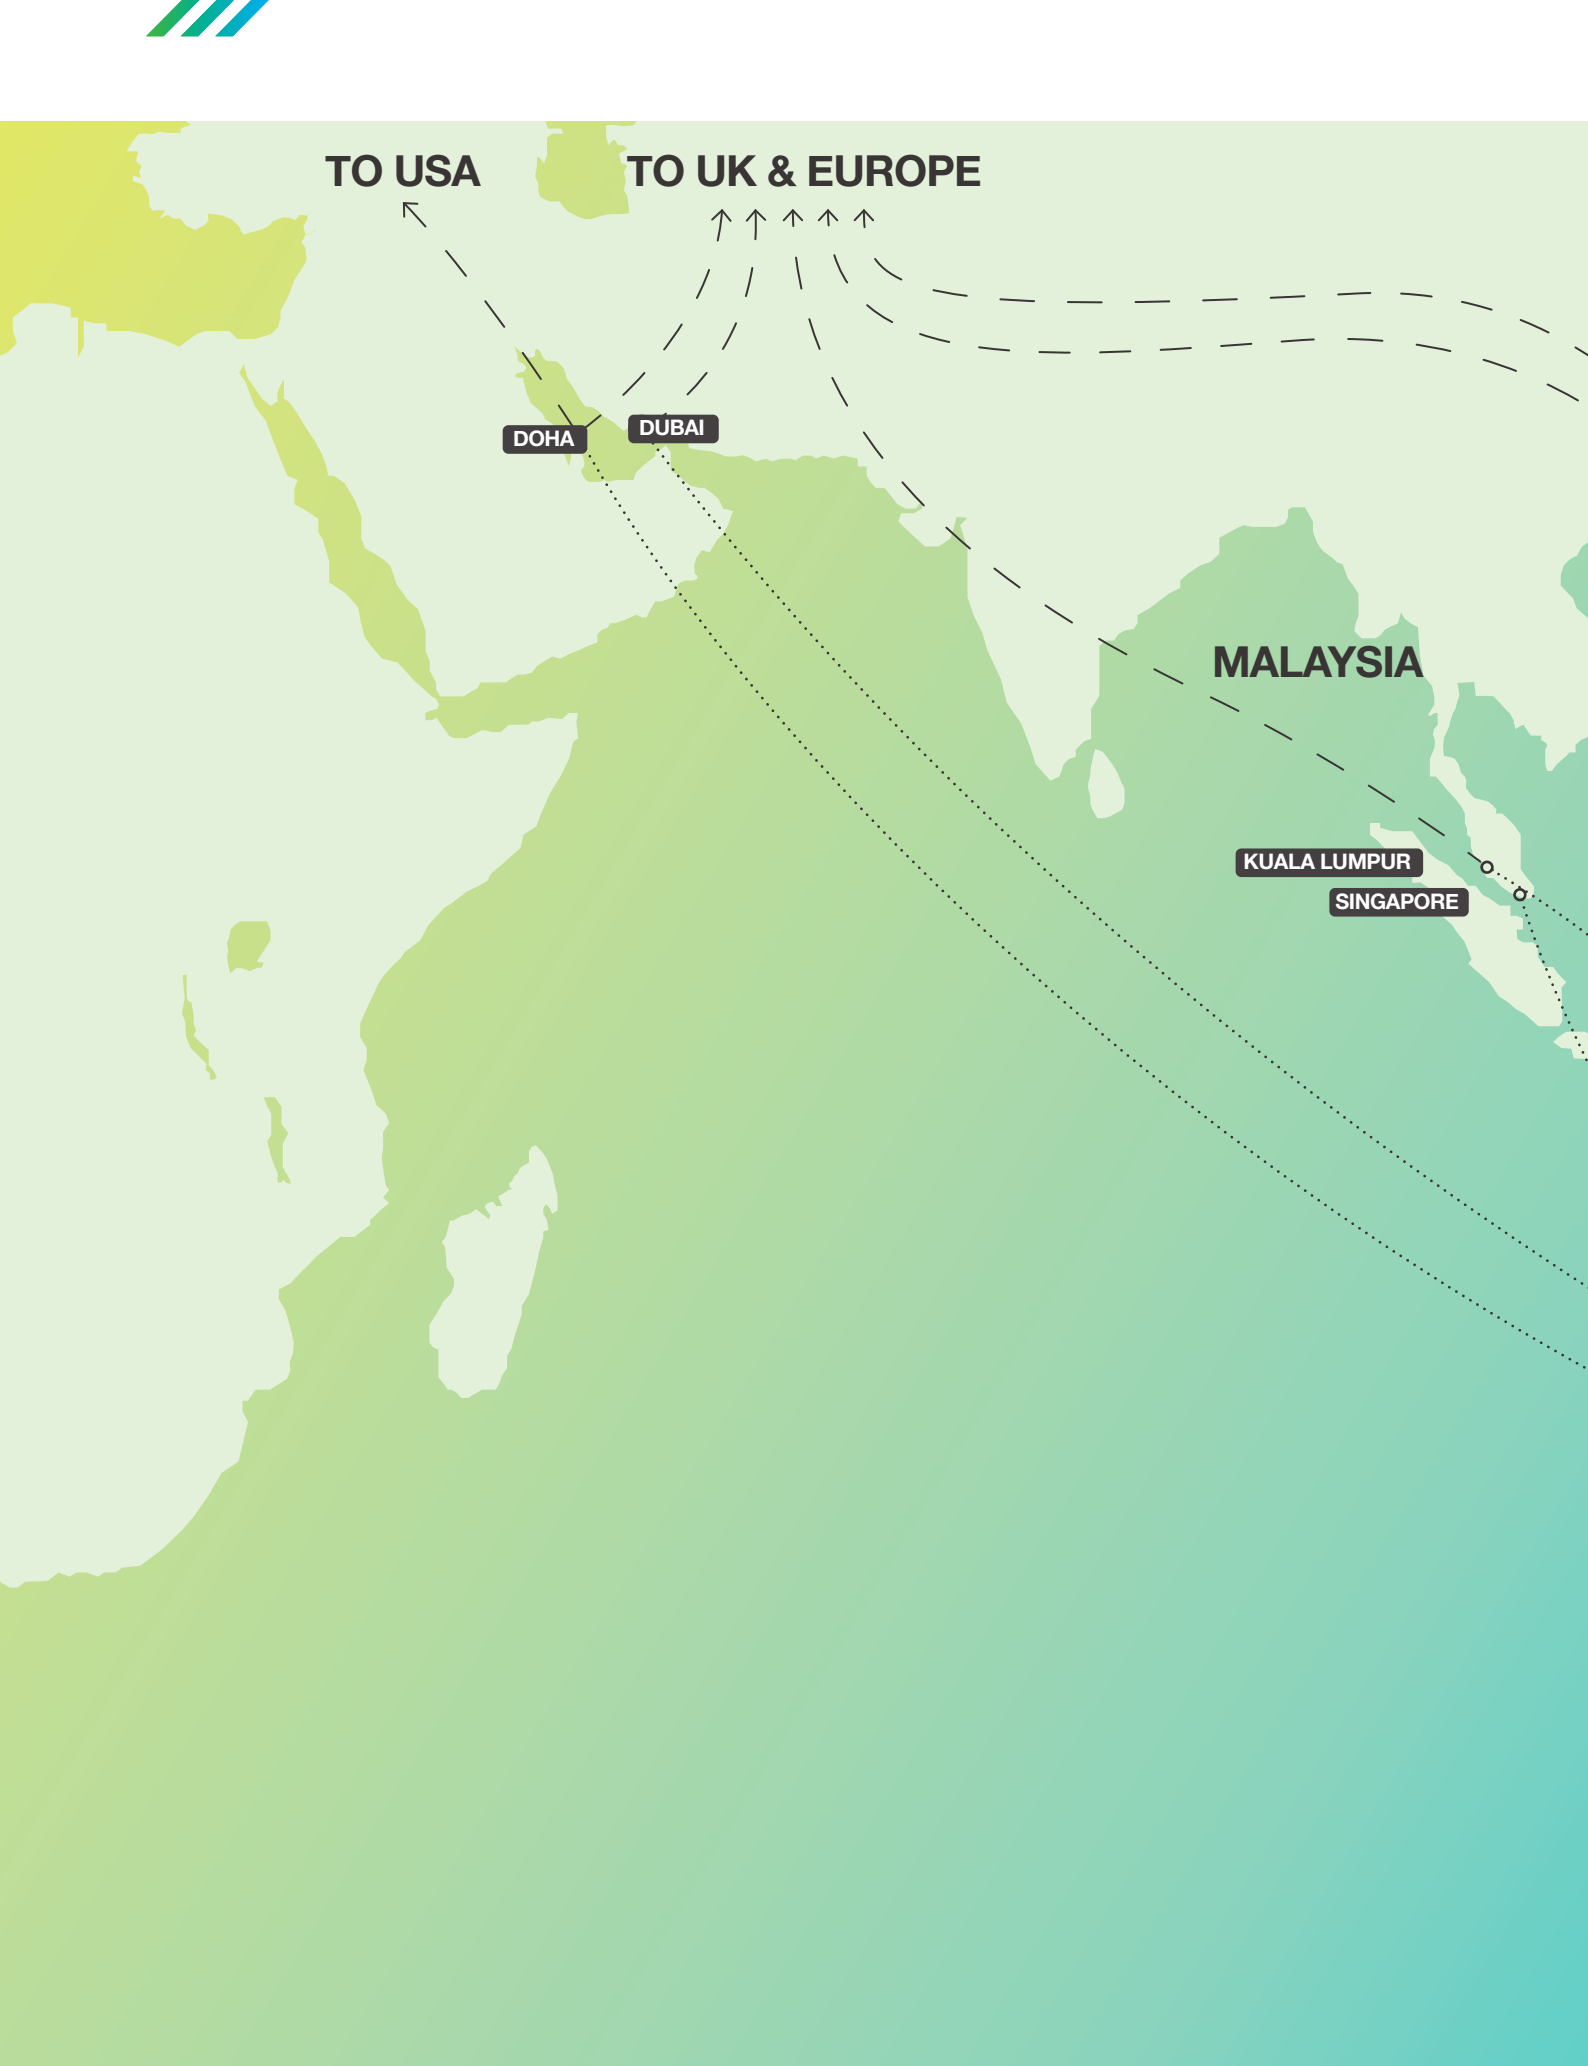 TO USA
TO UK & EUROPE
DUBAI
DOHA
MALAYSIA
KUALA LUMPUR
SINGAPORE